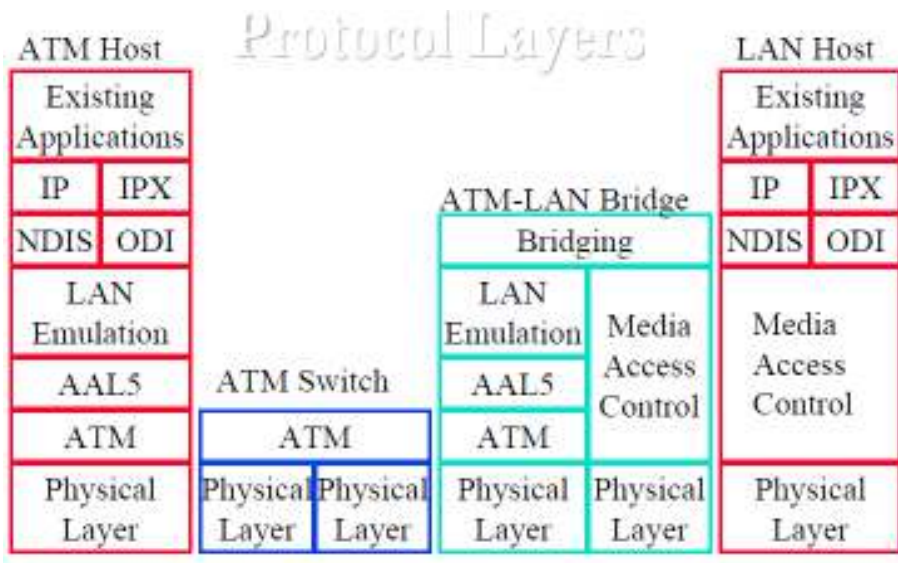 Protocol Layers
ATM Host
Existing
Applications
IP IPX
NDIS ODI
LAN
Emulation
AAL5
ATM
Physical
Layer
ATM Switch
ATM
Physical Physical
Layer Layer
ATM-LAN Bridge
Bridging
LAN
Emulation
AAL5
ATM
Physical
Layer
Media
Access
Control
Physical
Layer
LAN Host
Existing
Applications
IP IPX
NDIS ODI
Media
Access
Control
Physical
Layer